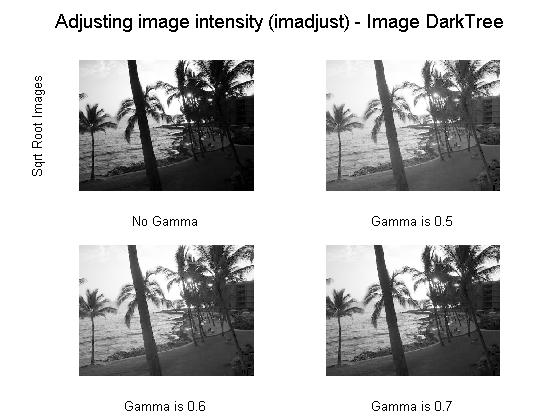 Adjusting image intensity (imadjust) - Image DarkTree
Sqrt Root Images
No Gamma
Gamma is 0.5
Gamma is 0.6
Gamma is 0.7